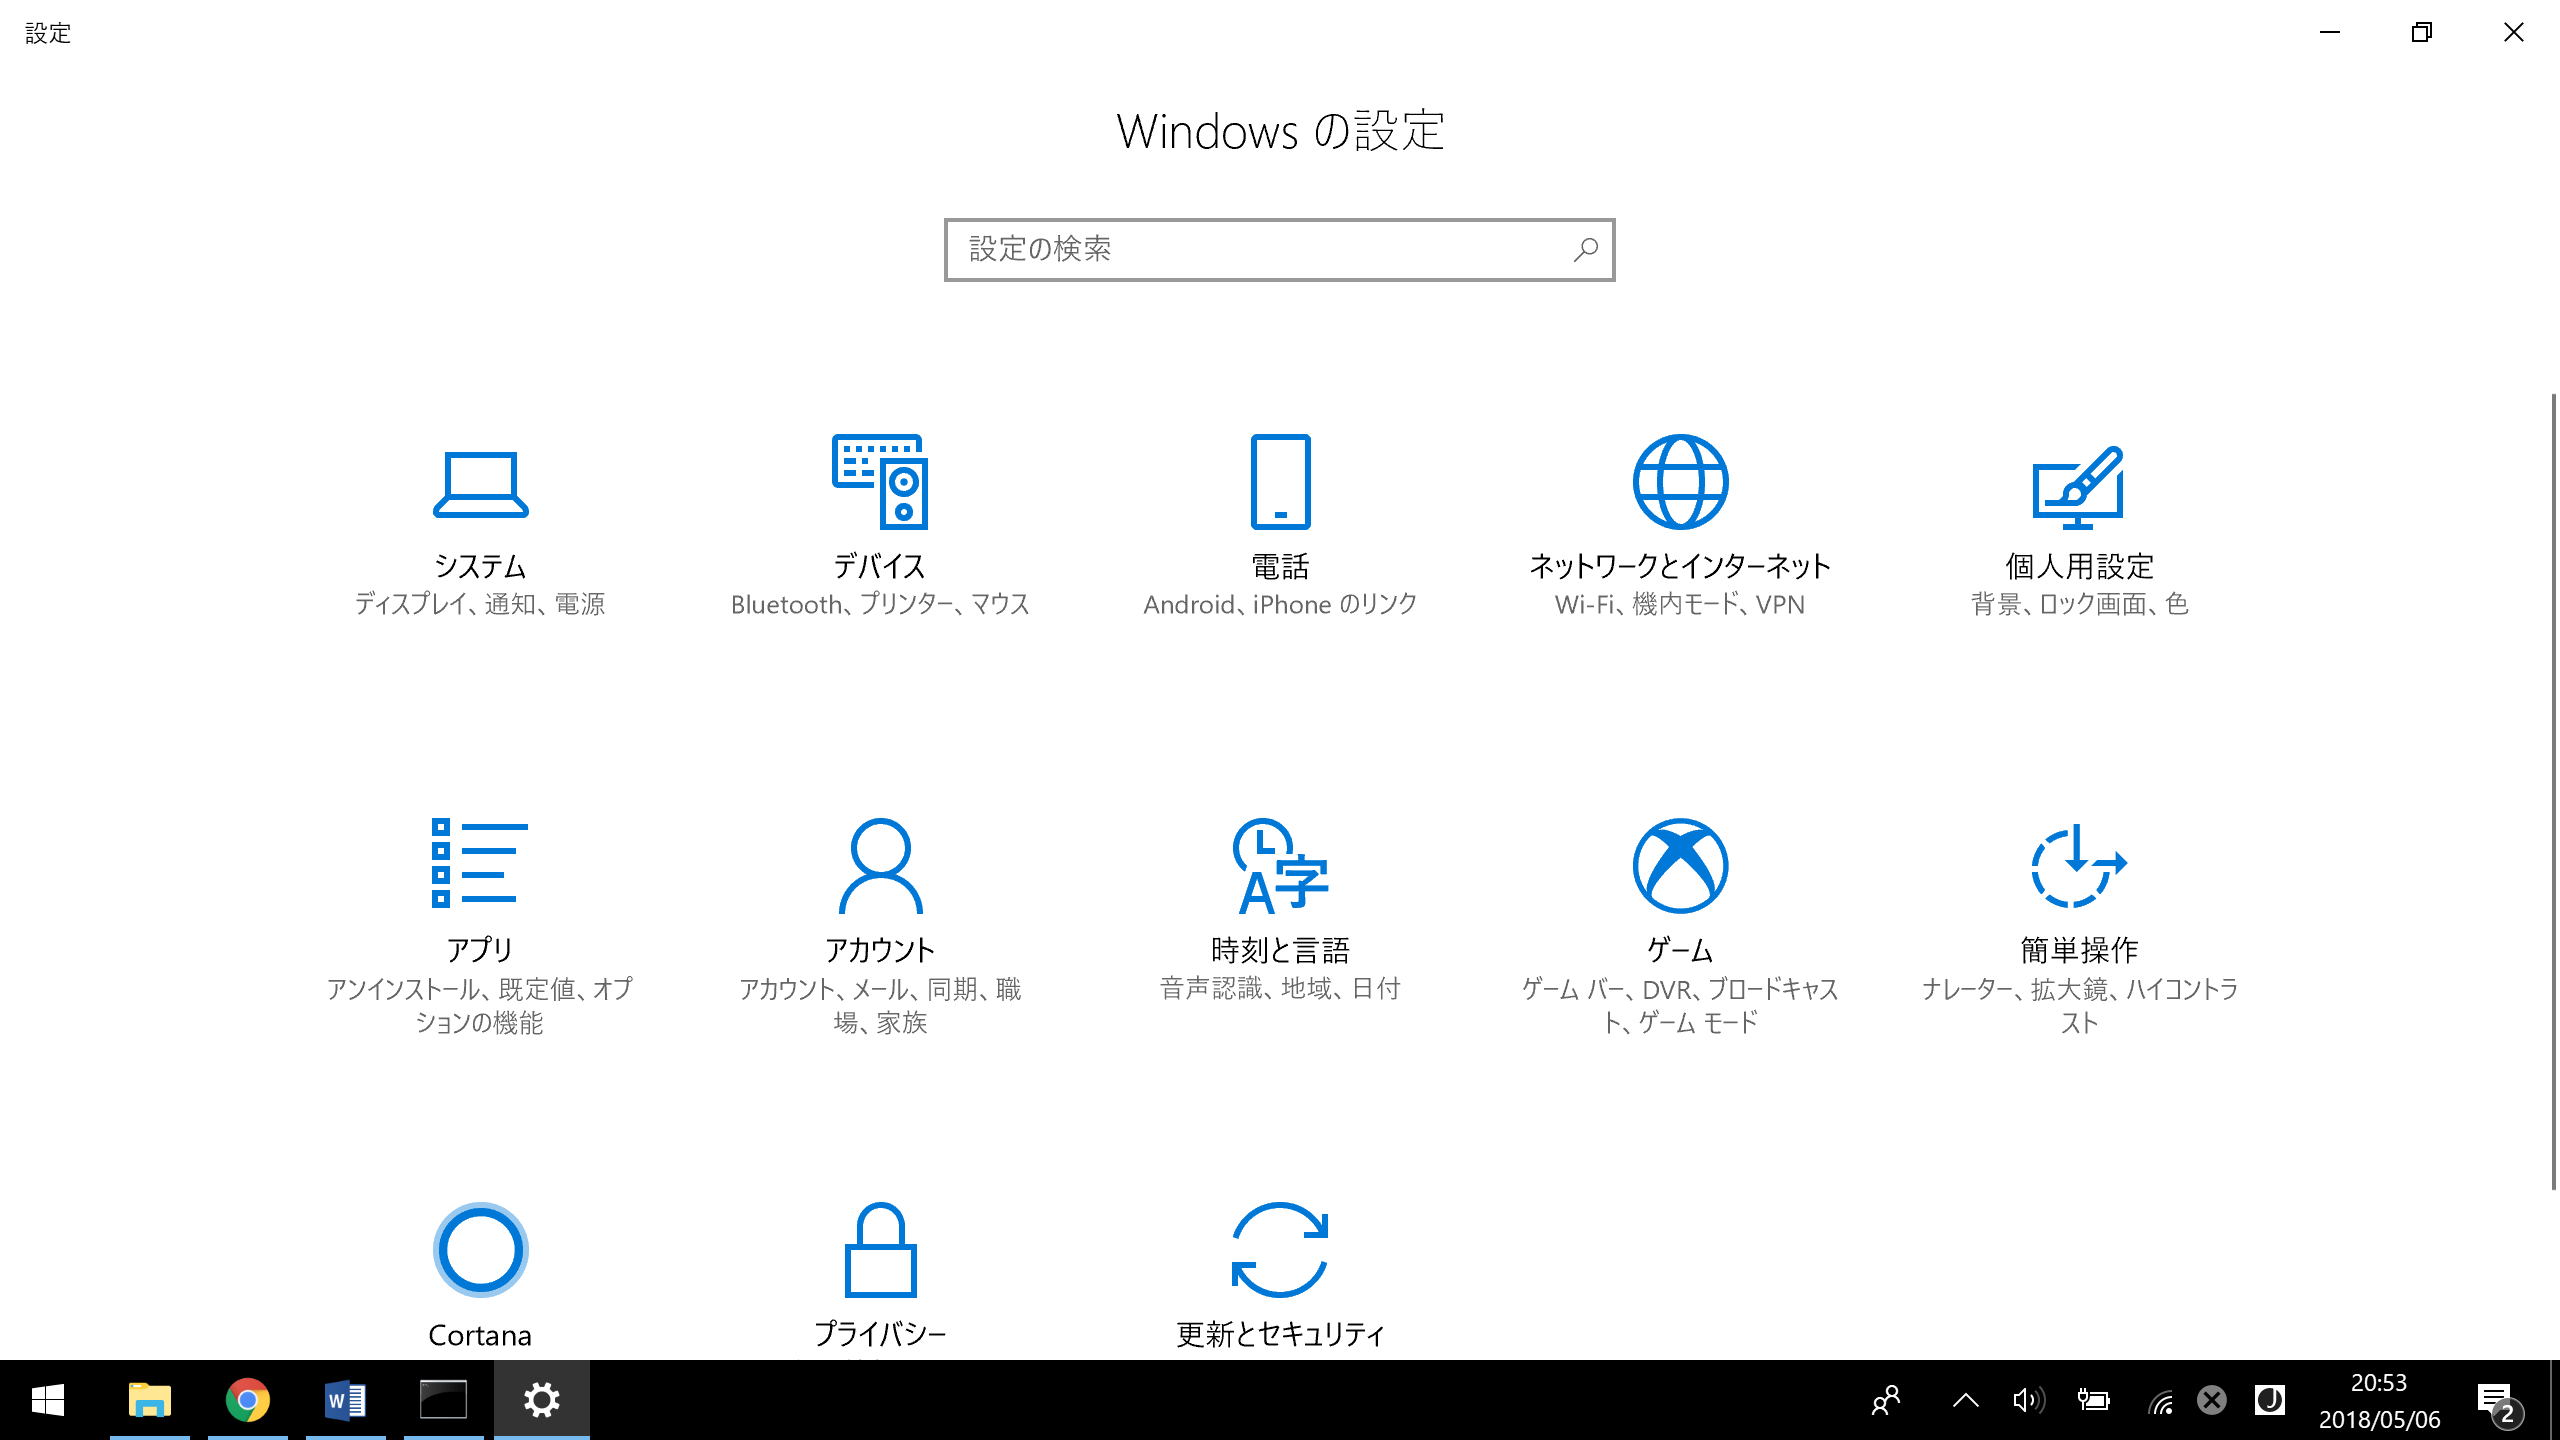 設定
Windows の設定
設定の検索
システム
ディスプレイ、通知、電源
デバイス
Bluetooth、プリンター、マウス
電話
Android、iPhone のリンク
ネットワークとインターネット
Wi-Fi、機内モード、VPN
個人用設定
背景、ロック画面、色
アプリ
アンインストール、既定値、オプ
ションの機能
アカウント
アカウント、メール、同期、職
場、家族
時刻と言語
音声認識、地域、日付
ゲーム
ゲーム バー、DVR、ブロードキャス
ト、ゲーム モード
簡単操作
ナレーター、拡大鏡、ハイコントラ
スト
Cortana
プライバシー
更新とセキュリティ
20:53
2018/05/06
2